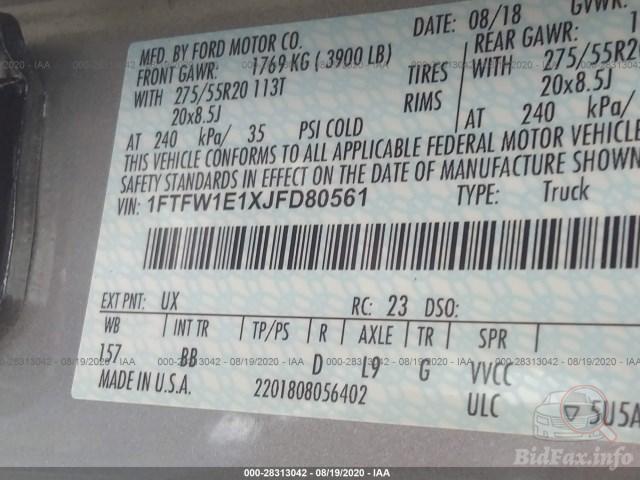 DATE: 08/18 GVWR:
MFD. BY FORD MOTOR CO.
FRONT GAWR: 1769 KG ( 3900 LB) REAR GAWR:
WITH 275/55R20 113T TIRES WITH 275/55R20
20x8.5J RIMS 20x8.5J
AT 240 kPa/ 35 PSI COLD AT 240 kPa/
THIS VEHICLE CONFORMS TO ALL APPLICABLE FEDERAL MOTOR VEHICLE
SAFETY STANDARDS IN EFFECT ON THE DATE OF MANUFACTURE SHOWN
VIN: 1FTFW1E1XJFD80561 TYPE: Truck
EXT PNT: UX RC: 23 DSO:
WB INT TR TP/PS R AXLE TR SPR
157 BB D L9 G VVCC
MADE IN U.S.A. 2201808056402 ULC
5U5A
BidFax.info
000-28313042 - 08/19/2020 - IAA